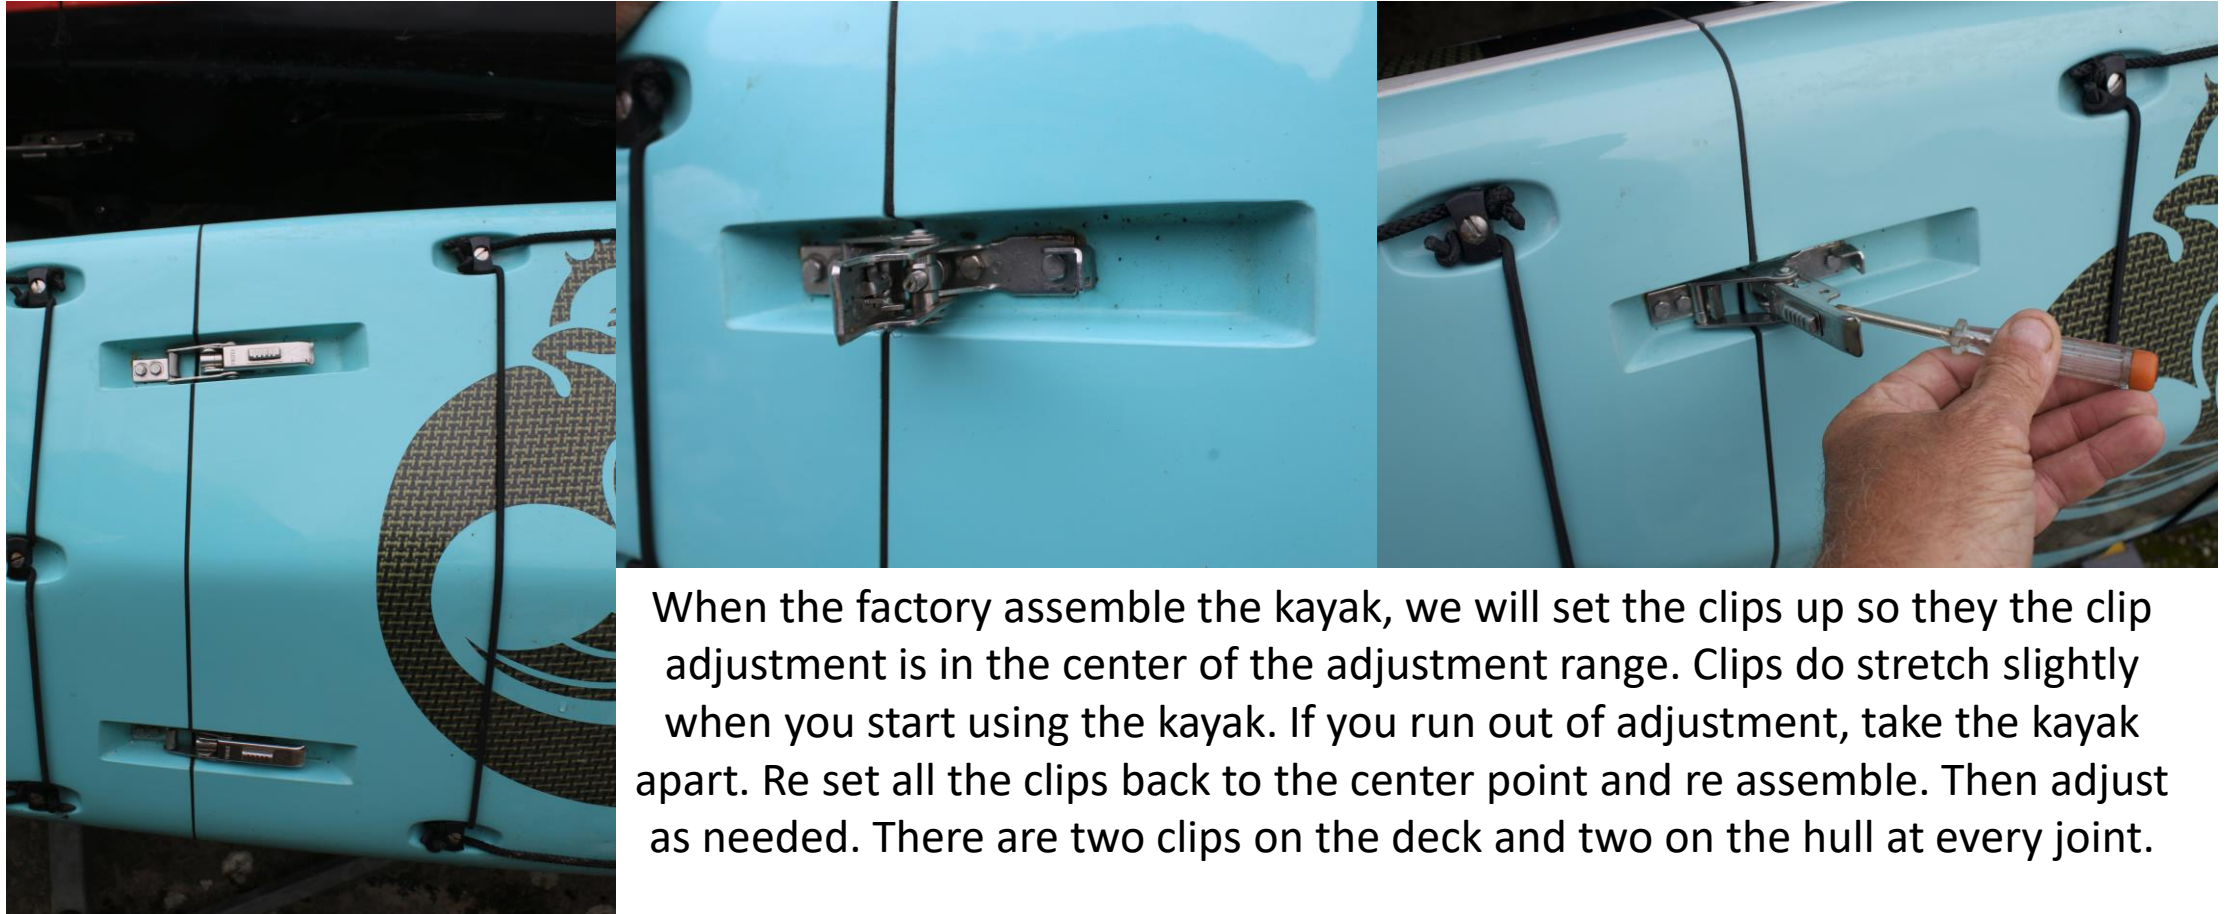 When the factory assemble the kayak, we will set the clips up so they the clip
adjustment is in the center of the adjustment range. Clips do stretch slightly
when you start using the kayak. If you run out of adjustment, take the kayak
apart. Re set all the clips back to the center point and re assemble. Then adjust
as needed. There are two clips on the deck and two on the hull at every joint.